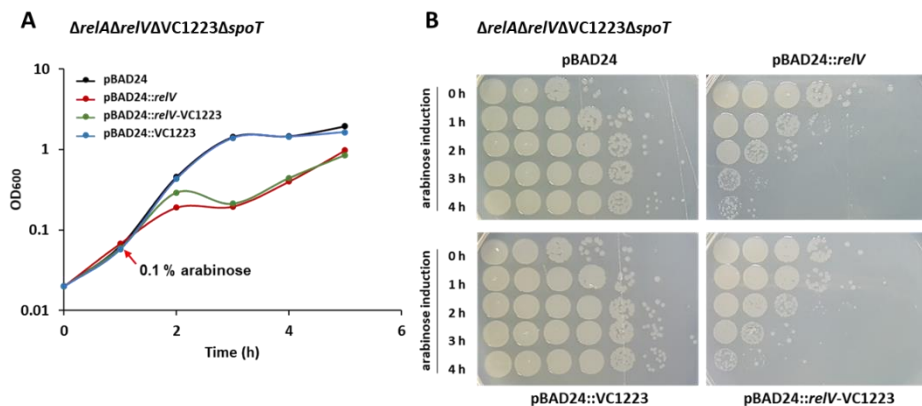 A
ΔrelAΔrelVΔVC1223ΔspoT
10
1
0.1
0.01
OD600
pBAD24
pBAD24::relV
pBAD24::relV-VC1223
pBAD24::VC1223
0.1 % arabinose
0
2
4
6
Time (h)
B
ΔrelAΔrelVΔVC1223ΔspoT
pBAD24
pBAD24::relV
arabinose induction
0 h
1 h
2 h
3 h
4 h
arabinose induction
0 h
1 h
2 h
3 h
4 h
pBAD24::VC1223
pBAD24::relV-VC1223